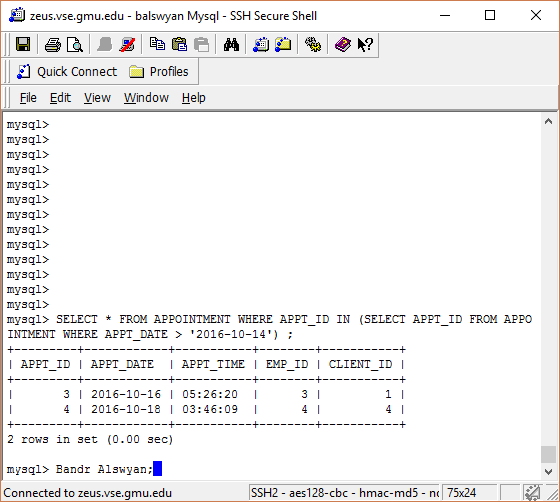 zeus.vse.gmu.edu - balswyan Mysql - SSH Secure Shell
Quick Connect Profiles
File Edit View Window Help
mysql>
mysql>
mysql>
mysql>
mysql>
mysql>
mysql>
mysql>
mysql>
mysql>
mysql>
mysql>
mysql>
mysql> SELECT * FROM APPOINTMENT WHERE APPT_ID IN (SELECT APPT_ID FROM APPO
INTMENT WHERE APPT_DATE > '2016-10-14') ;
+---------+------------+-----------+--------+-----------+
| APPT_ID | APPT_DATE  | APPT_TIME | EMP_ID | CLIENT_ID |
+---------+------------+-----------+--------+-----------+
|       3 | 2016-10-16 | 05:26:20  |      3 |         1 |
|       4 | 2016-10-18 | 03:46:09  |      4 |         4 |
+---------+------------+-----------+--------+-----------+
2 rows in set (0.00 sec)
mysql> Bandr Alswyan;
Connected to zeus.vse.gmu.edu SSH2 - aes128-cbc - hmac-md5 - 75x24